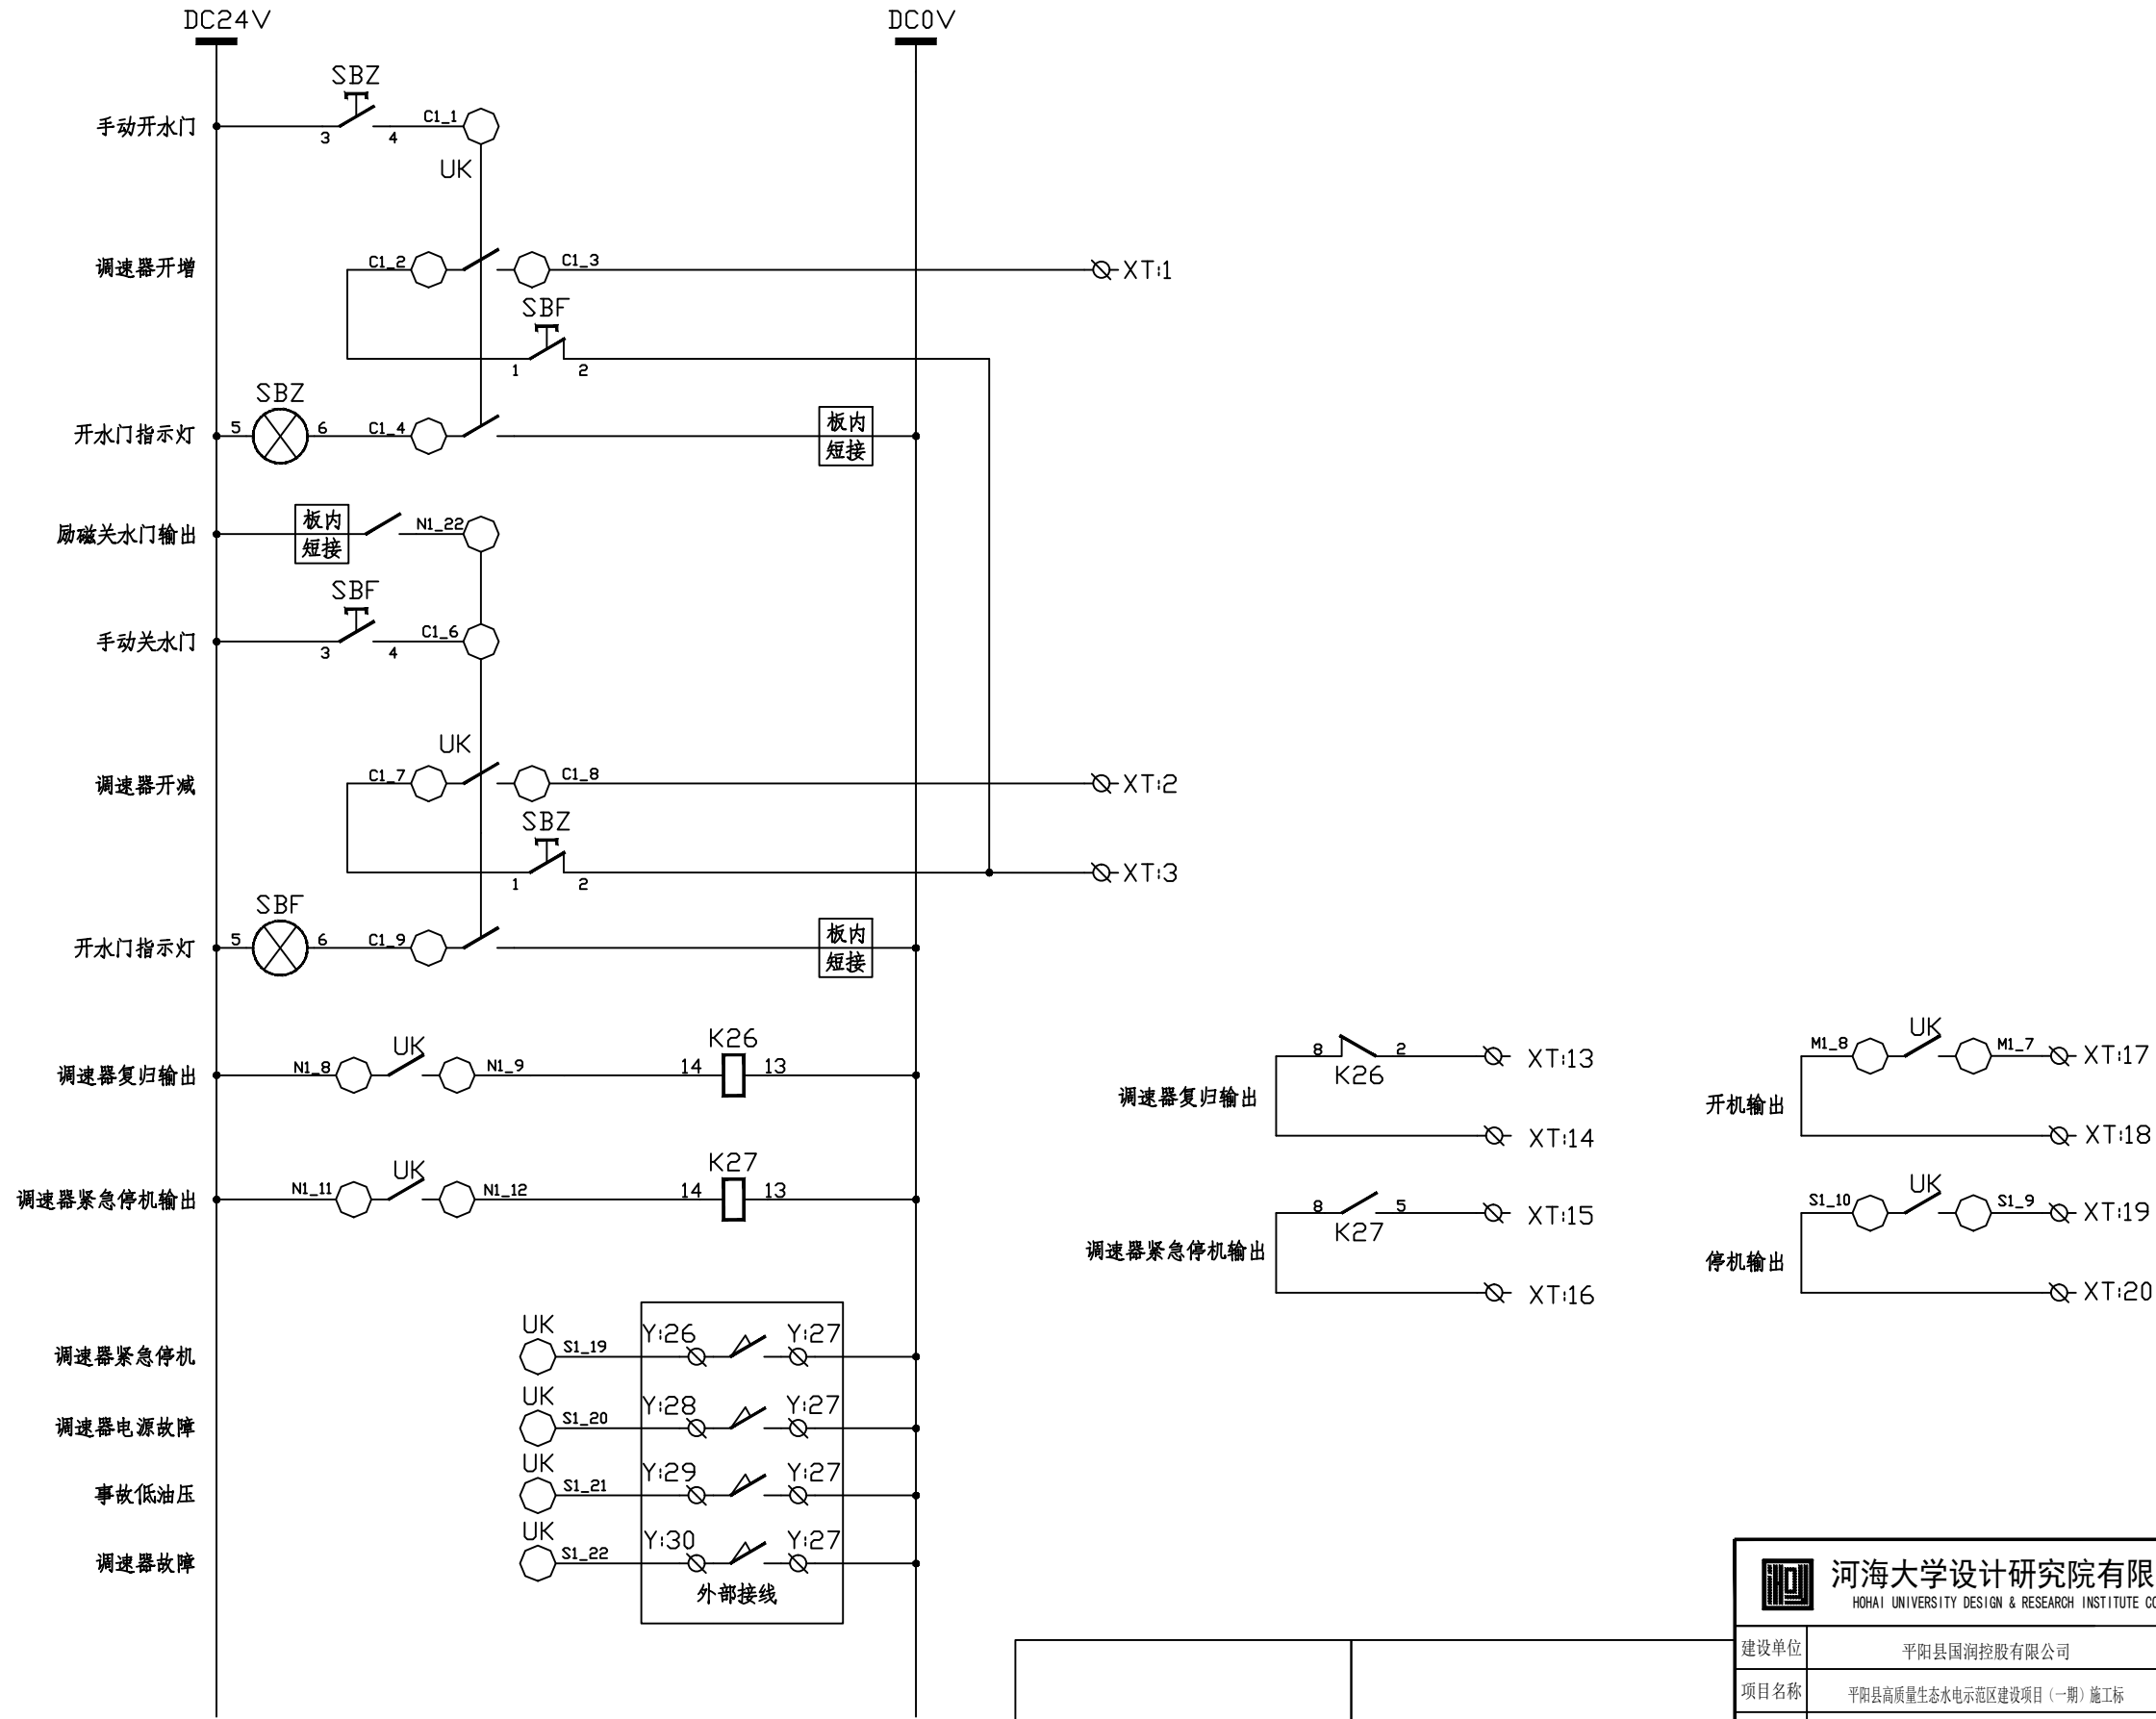 DC24V
DC0V
SBZ
手动开水门
3
4
C1_1
UK
调速器开增
C1_2
C1_3
XT:1
SBF
1
2
SBZ
开水门指示灯
5
6
C1_4
板内
短接
励磁关水门输出
板内
短接
N1_22
SBF
手动关水门
3
4
C1_6
UK
调速器开减
C1_7
C1_8
XT:2
SBZ
1
2
XT:3
SBF
开水门指示灯
5
6
C1_9
板内
短接
调速器复归输出
N1_8
UK
N1_9
14
K26
13
调速器紧急停机输出
N1_11
UK
N1_12
14
K27
13
调速器复归输出
8
K26
2
XT:13
XT:14
调速器紧急停机输出
8
K27
5
XT:15
XT:16
开机输出
M1_8
UK
M1_7
XT:17
XT:18
停机输出
S1_10
UK
S1_9
XT:19
XT:20
调速器紧急停机
UK
S1_19
Y:26
Y:27
调速器电源故障
UK
S1_20
Y:28
Y:27
事故低油压
UK
S1_21
Y:29
Y:27
调速器故障
UK
S1_22
Y:30
Y:27
外部接线
河海大学设计研究院有限
HOHAI UNIVERSITY DESIGN & RESEARCH INSTITUTE CO
建设单位 平阳县国润控股有限公司
项目名称 平阳县高质量生态水电示范区建设项目（一期）施工标